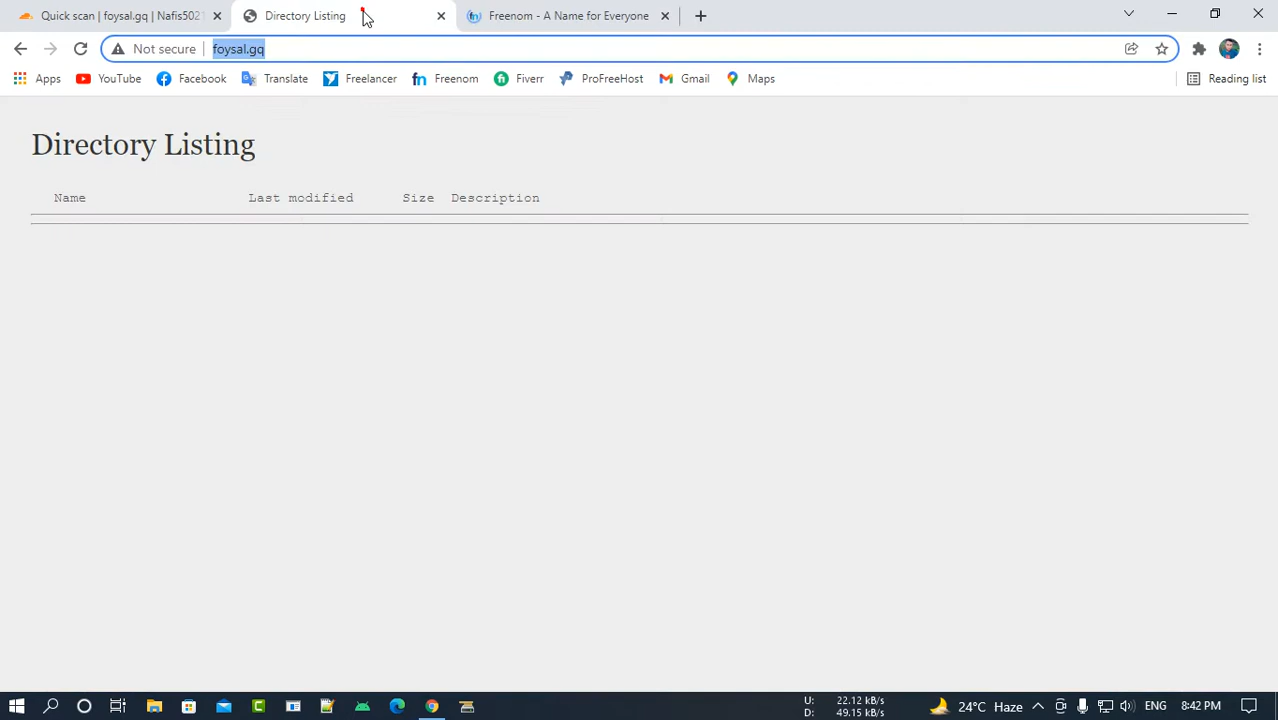 Quick scan | foysal.gq | Nafis5021
Directory Listing
Freenom - A Name for Everyone
Not secure
foysal.gq
Apps
YouTube
Facebook
Translate
Freelancer
Freenom
Fiverr
ProFreeHost
Gmail
Maps
Reading list
Directory Listing
Name Last modified Size Description
U: 22.12 kB/s
D: 49.15 kB/s
24°C Haze
ENG
8:42 PM